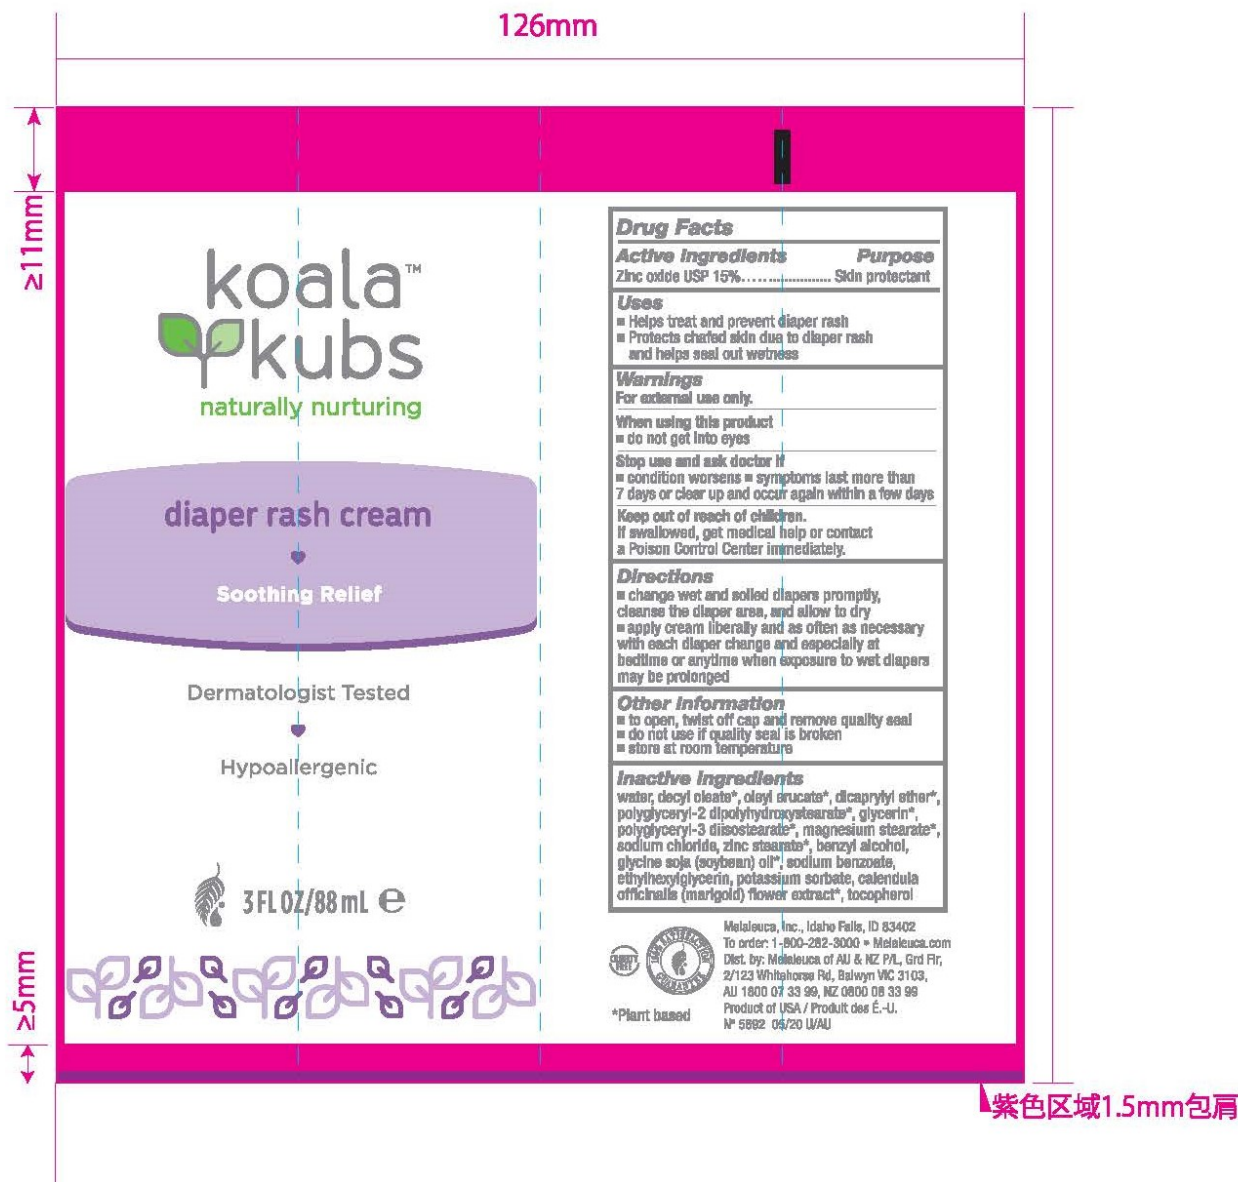 126mm
≥11mm
koala™
kubs
naturally nurturing
diaper rash cream
Soothing Relief
Dermatologist Tested
Hypoallergenic
3 FL OZ/88 mL ℮
≥5mm
Drug Facts
Active Ingredients Purpose
Zinc oxide USP 15%..................... Skin protectant
Uses
■ Helps treat and prevent diaper rash
■ Protects chafed skin due to diaper rash
and helps seal out wetness
Warnings
For external use only.
When using this product
■ do not get into eyes
Stop use and ask doctor if
■ condition worsens ■ symptoms last more than
7 days or clear up and occur again within a few days
Keep out of reach of children.
If swallowed, get medical help or contact
a Poison Control Center immediately.
Directions
■ change wet and soiled diapers promptly,
cleanse the diaper area, and allow to dry
■ apply cream liberally and as often as necessary
with each diaper change and especially at
bedtime or anytime when exposure to wet diapers
may be prolonged
Other Information
■ to open, twist off cap and remove quality seal
■ do not use if quality seal is broken
■ store at room temperature
Inactive Ingredients
water, decyl oleate*, oleyl erucate*, dicaprylyl ether*,
polyglyceryl-2 dipolyhydroxystearate*, glycerin*,
polyglyceryl-3 diisostearate*, magnesium stearate*,
sodium chloride, zinc stearate*, benzyl alcohol,
glycine soja (soybean) oil*, sodium benzoate,
ethylhexylglycerin, potassium sorbate, calendula
officinalis (marigold) flower extract*, tocopherol
CRUELTY
FREE
100% SATISFACTION
GUARANTEE
*Plant based
Melaleuca, Inc., Idaho Falls, ID 83402
To order: 1-800-282-3000 • Melaleuca.com
Dist. by: Melaleuca of AU & NZ P/L, Grd Flr,
2/123 Whitehorse Rd, Balwyn VIC 3103,
AU 1800 07 33 99, NZ 0800 08 33 99
Product of USA / Produit des É.-U.
N° 5892 05/20 U/AU
紫色区域1.5mm包肩